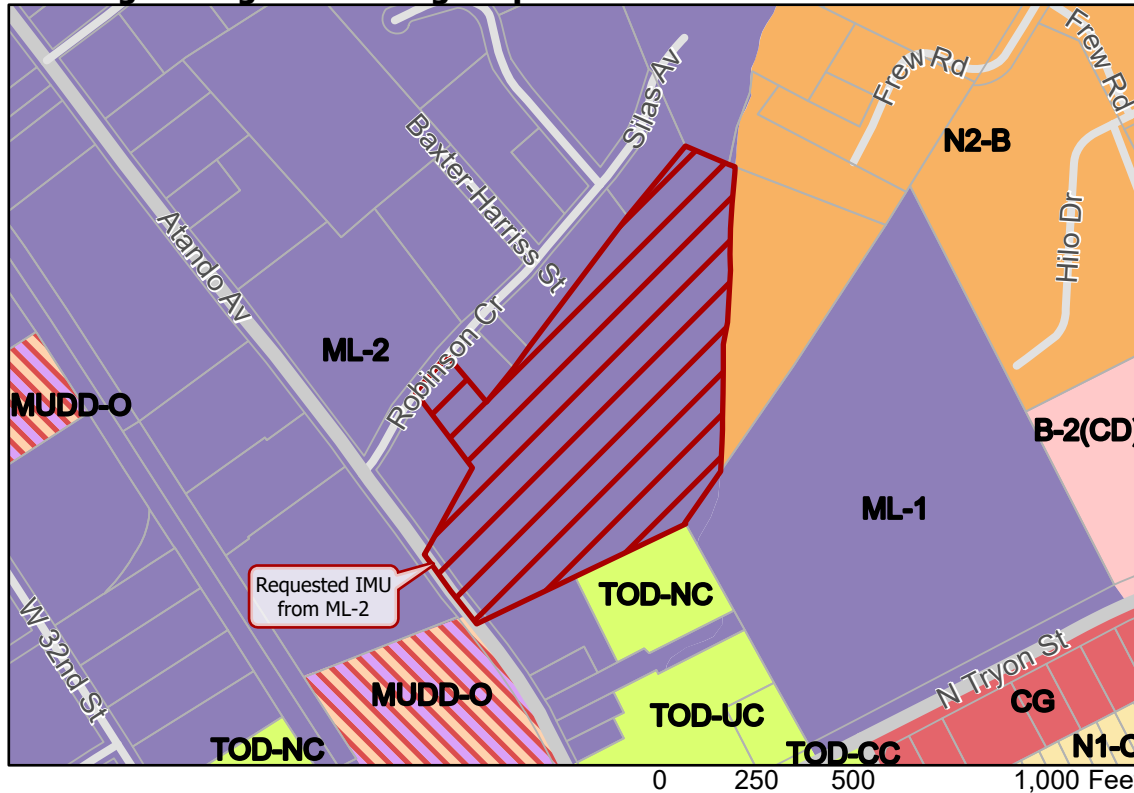 Frew Rd
Frew Rd
Silas Av
N2-B
Baxter-Harriss St
Atando Av
Hilo Dr
ML-2
Robinson Cr
MUDD-O
B-2(CD)
ML-1
Requested IMU
from ML-2
TOD-NC
W 32nd St
N Tryon St
MUDD-O
CG
TOD-UC
TOD-NC
TOD-CC
0 250 500 1,000